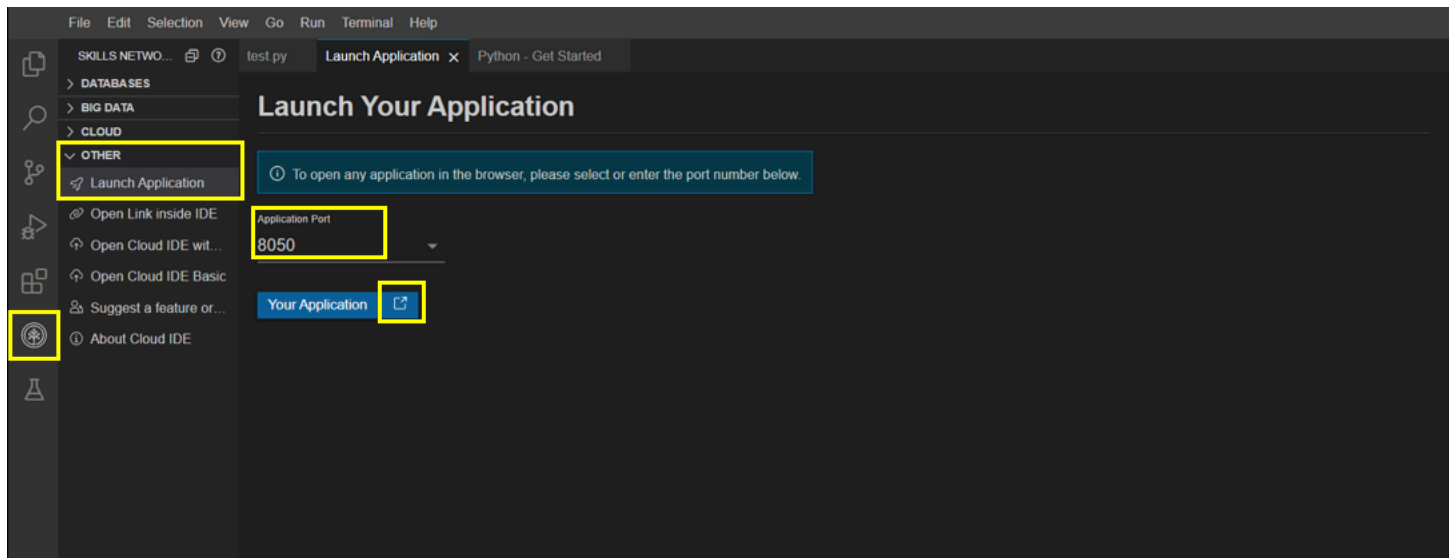 File Edit Selection View Go Run Terminal Help
SKILLS NETWO...
test.py Launch Application Python - Get Started
DATABASES
BIG DATA
CLOUD
OTHER
Launch Application
Open Link inside IDE
Open Cloud IDE wit...
Open Cloud IDE Basic
Suggest a feature or...
About Cloud IDE
Launch Your Application
To open any application in the browser, please select or enter the port number below.
Application Port
8050
Your Application